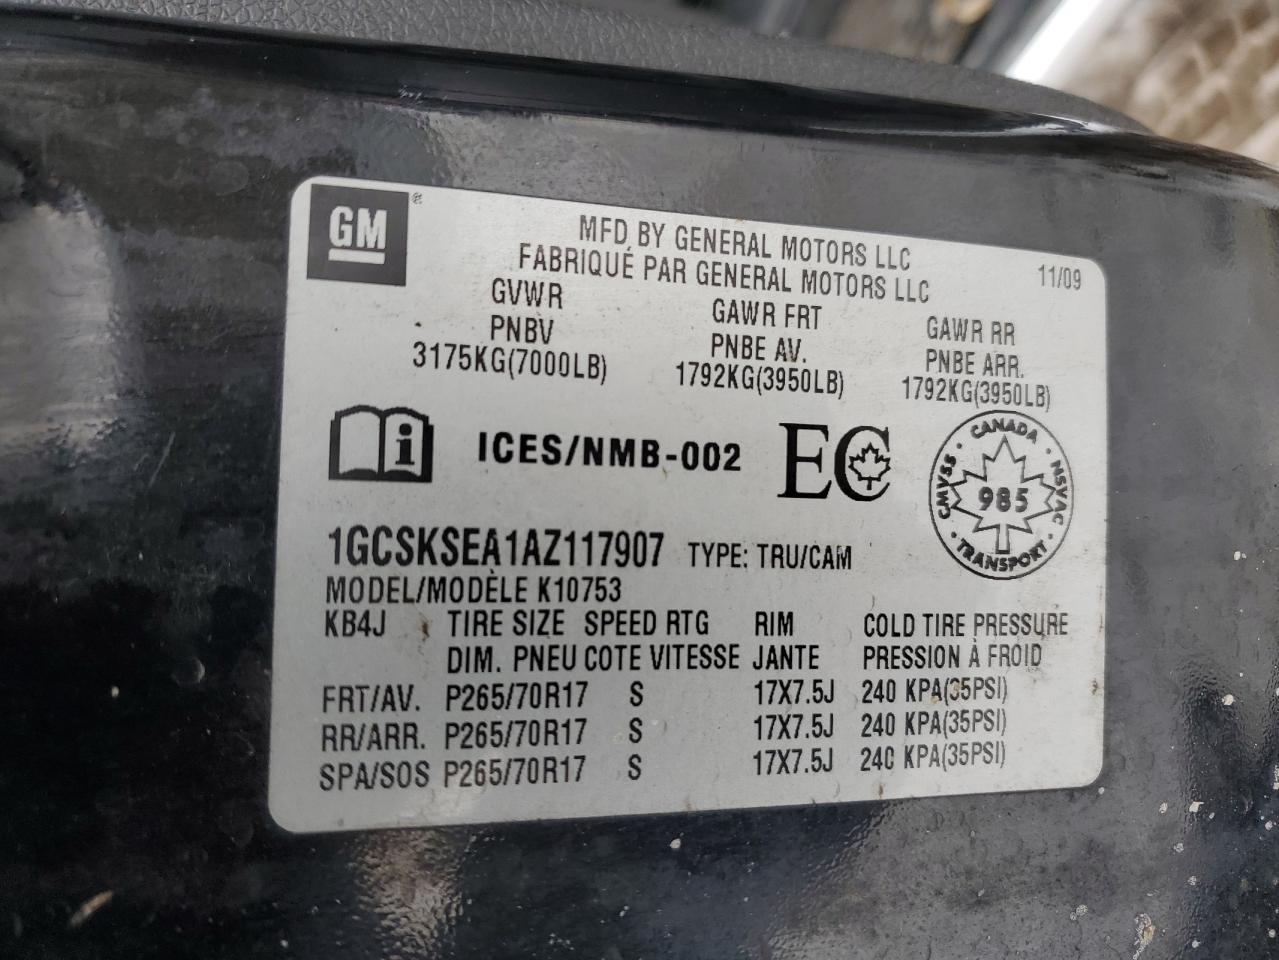 GM ®
MFD BY GENERAL MOTORS LLC
FABRIQUÉ PAR GENERAL MOTORS LLC
11/09
GVWR GAWR FRT GAWR RR
PNBV PNBE AV. PNBE ARR.
3175KG(7000LB) 1792KG(3950LB) 1792KG(3950LB)
i ICES/NMB-002 EC
CANADA
CMVSS · NSVAC
985
TRANSPORT
1GCSKSEA1AZ117907 TYPE: TRU/CAM
MODEL/MODÈLE K10753
KB4J TIRE SIZE SPEED RTG RIM COLD TIRE PRESSURE
DIM. PNEU COTE VITESSE JANTE PRESSION À FROID
FRT/AV. P265/70R17 S 17X7.5J 240 KPA(35PSI)
RR/ARR. P265/70R17 S 17X7.5J 240 KPA(35PSI)
SPA/SOS P265/70R17 S 17X7.5J 240 KPA(35PSI)